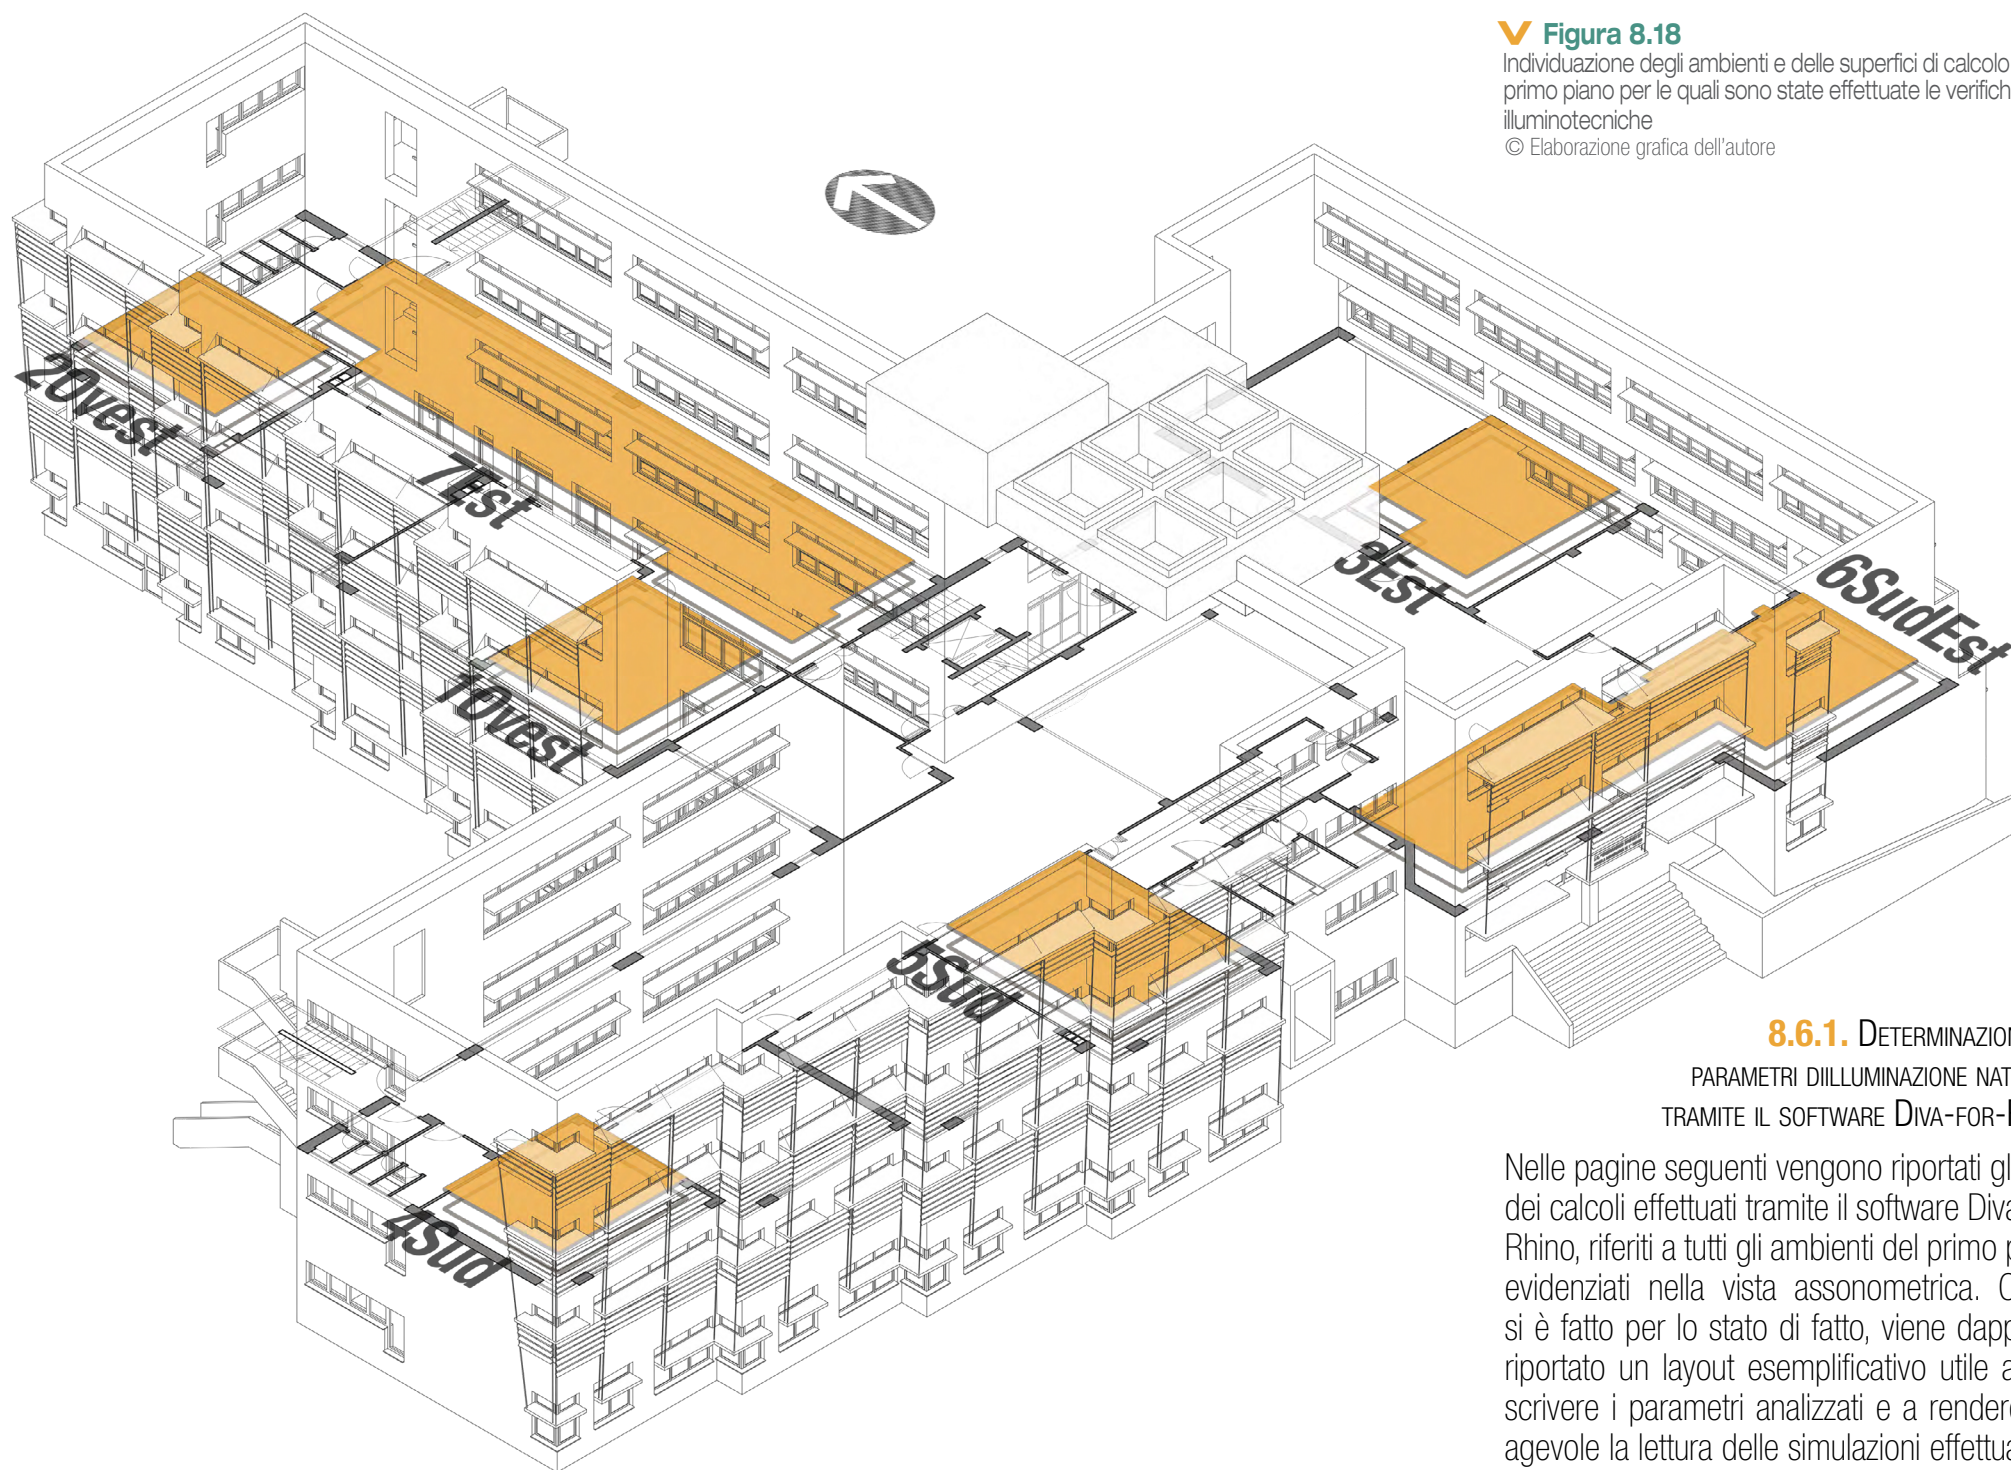 Figura 8.18
Individuazione degli ambienti e delle superfici di calcolo
primo piano per le quali sono state effettuate le verifich
illuminotecniche
© Elaborazione grafica dell'autore
2Ovest
7Est
1Ovest
3Est
6SudEst
5Sud
4Sud
8.6.1. Determinazion
parametri diilluminazione nat
tramite il software Diva-for-
Nelle pagine seguenti vengono riportati gl
dei calcoli effettuati tramite il software Diva
Rhino, riferiti a tutti gli ambienti del primo p
evidenziati nella vista assonometrica. C
si è fatto per lo stato di fatto, viene dapp
riportato un layout esemplificativo utile a
scrivere i parametri analizzati e a rendere
agevole la lettura delle simulazioni effettua